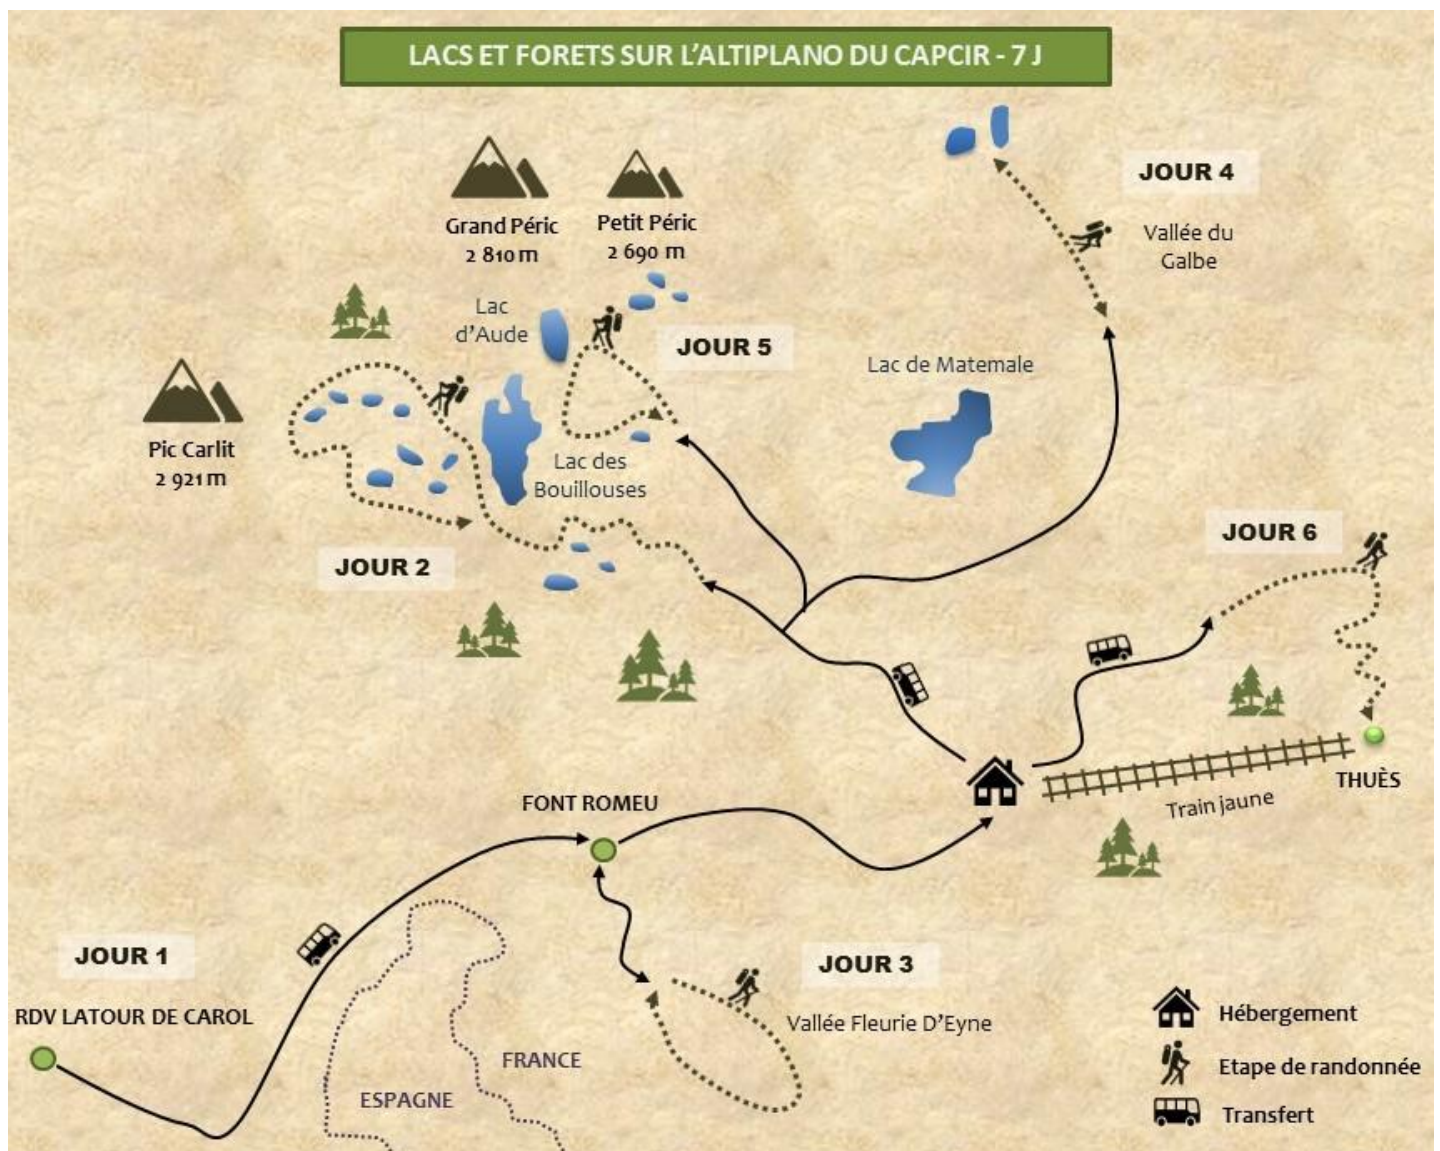 LACS ET FORETS SUR L'ALTIPLANO DU CAPCIR - 7 J
JOUR 4
Vallée du
Galbe
Grand Péric
2 810 m
Petit Péric
2 690 m
Lac
d'Aude
JOUR 5
Lac de Matemale
Pic Carlit
2 921 m
Lac des
Bouillouses
JOUR 2
JOUR 6
THUÈS
Train jaune
FONT ROMEU
JOUR 1
RDV LATOUR DE CAROL
JOUR 3
Vallée Fleurie D'Eyne
FRANCE
ESPAGNE
Hébergement
Etape de randonnée
Transfert